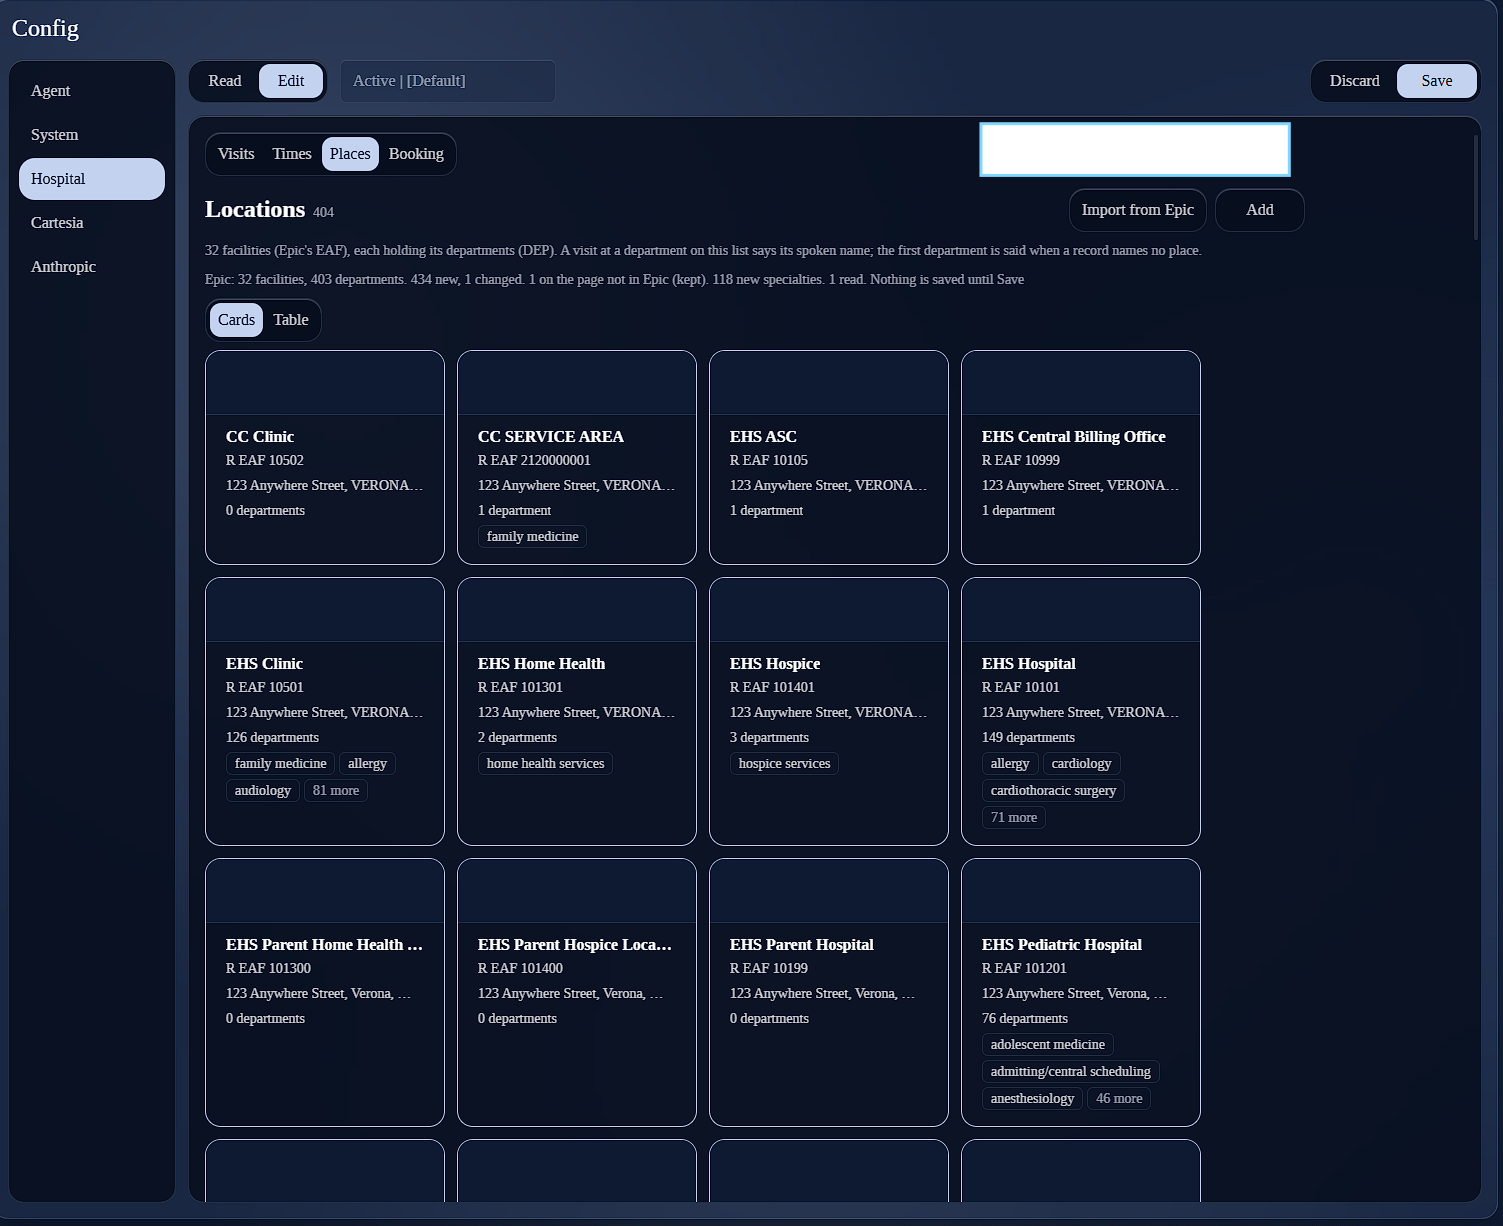 Config
Agent
System
Hospital
Cartesia
Anthropic
Read Edit Active | [Default] Discard Save
Visits Times Places Booking
Locations 404 Import from Epic Add
32 facilities (Epic's EAF), each holding its departments (DEP). A visit at a department on this list says its spoken name; the first department is said when a record names no place.
Epic: 32 facilities, 403 departments. 434 new, 1 changed. 1 on the page not in Epic (kept). 118 new specialties. 1 read. Nothing is saved until Save
Cards Table
CC Clinic
R EAF 10502
123 Anywhere Street, VERONA…
0 departments
CC SERVICE AREA
R EAF 2120000001
123 Anywhere Street, VERONA…
1 department
family medicine
EHS ASC
R EAF 10105
123 Anywhere Street, VERONA…
1 department
EHS Central Billing Office
R EAF 10999
123 Anywhere Street, VERONA…
1 department
EHS Clinic
R EAF 10501
123 Anywhere Street, VERONA…
126 departments
family medicine allergy
audiology 81 more
EHS Home Health
R EAF 101301
123 Anywhere Street, VERONA…
2 departments
home health services
EHS Hospice
R EAF 101401
123 Anywhere Street, VERONA…
3 departments
hospice services
EHS Hospital
R EAF 10101
123 Anywhere Street, VERONA…
149 departments
allergy cardiology
cardiothoracic surgery
71 more
EHS Parent Home Health …
R EAF 101300
123 Anywhere Street, Verona, …
0 departments
EHS Parent Hospice Loca…
R EAF 101400
123 Anywhere Street, Verona, …
0 departments
EHS Parent Hospital
R EAF 10199
123 Anywhere Street, Verona, …
0 departments
EHS Pediatric Hospital
R EAF 101201
123 Anywhere Street, Verona, …
76 departments
adolescent medicine
admitting/central scheduling
anesthesiology 46 more